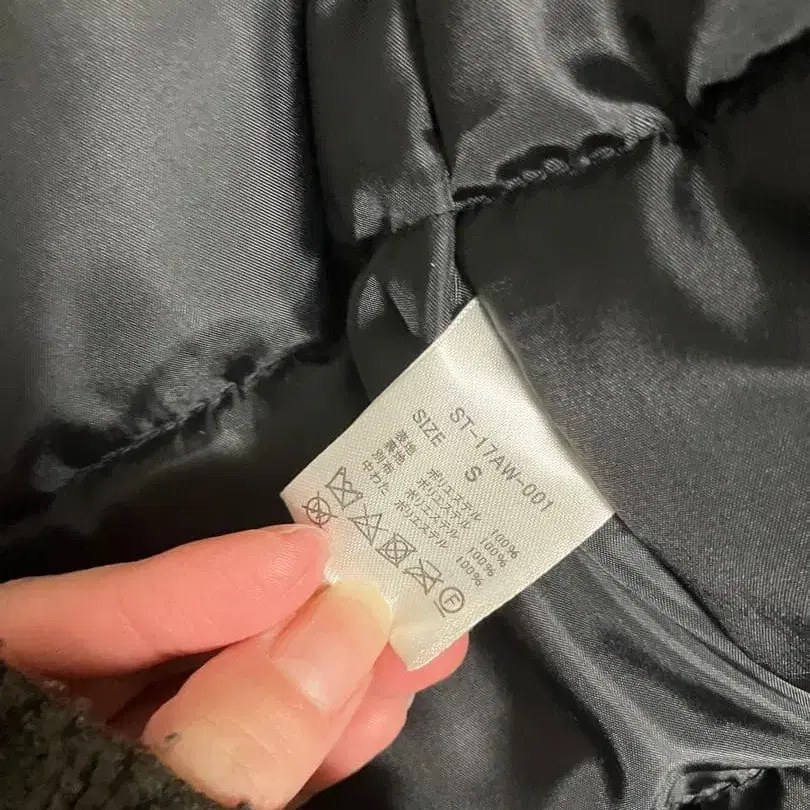 ST-17AW-001
SIZE S
表地 ポリエステル 100%
裏地 ポリエステル 100%
別布 ポリエステル 100%
中わた ポリエステル 100%
F